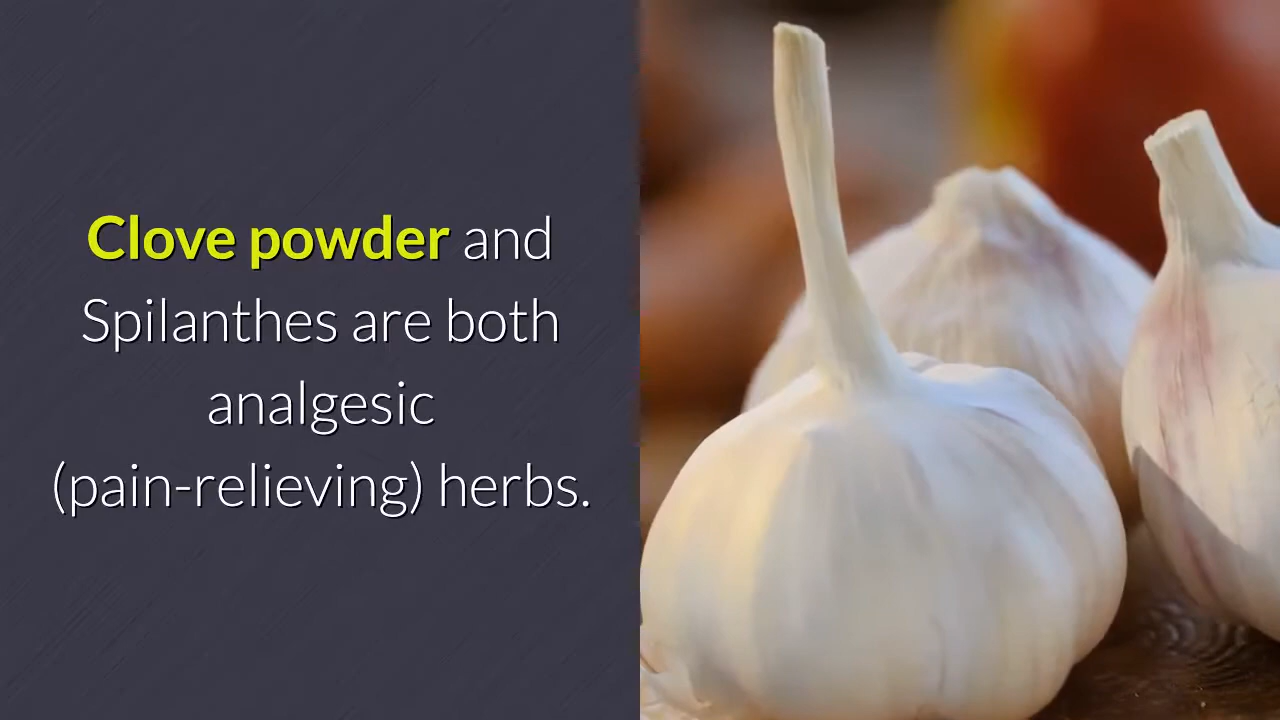 Clove powder and
Spilanthes are both
analgesic
(pain-relieving) herbs.